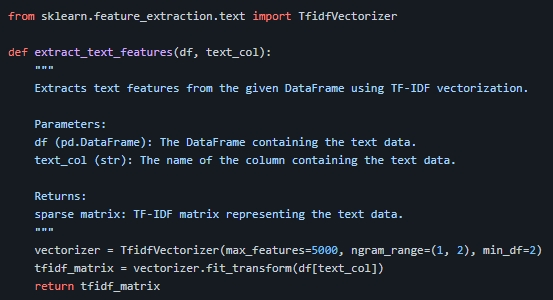 from sklearn.feature_extraction.text import TfidfVectorizer
def extract_text_features(df, text_col):
"""
Extracts text features from the given DataFrame using TF-IDF vectorization.
Parameters:
df (pd.DataFrame): The DataFrame containing the text data.
text_col (str): The name of the column containing the text data.
Returns:
sparse matrix: TF-IDF matrix representing the text data.
"""
vectorizer = TfidfVectorizer(max_features=5000, ngram_range=(1, 2), min_df=2)
tfidf_matrix = vectorizer.fit_transform(df[text_col])
return tfidf_matrix